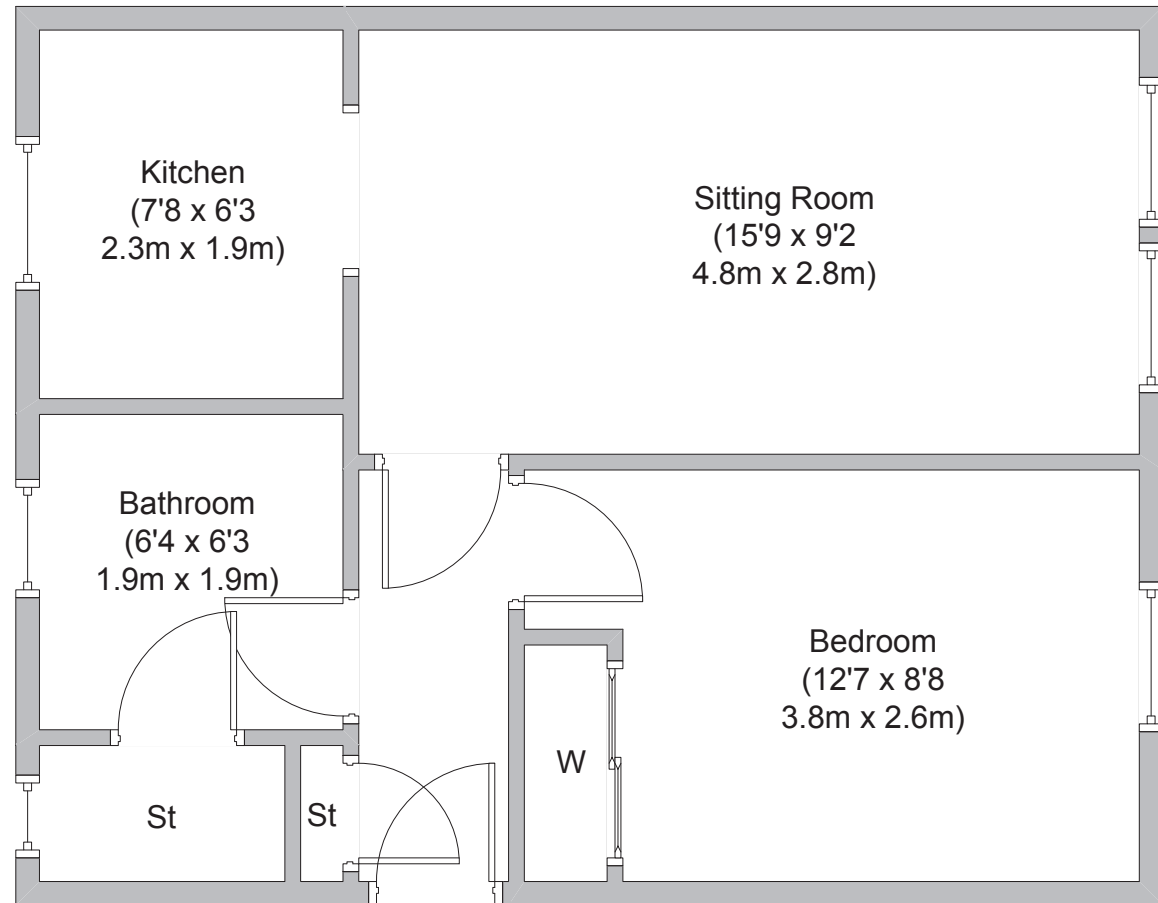 Kitchen
(7'8 x 6'3
2.3m x 1.9m)
Sitting Room
(15'9 x 9'2
4.8m x 2.8m)
Bathroom
(6'4 x 6'3
1.9m x 1.9m)
Bedroom
(12'7 x 8'8
3.8m x 2.6m)
W
St
St